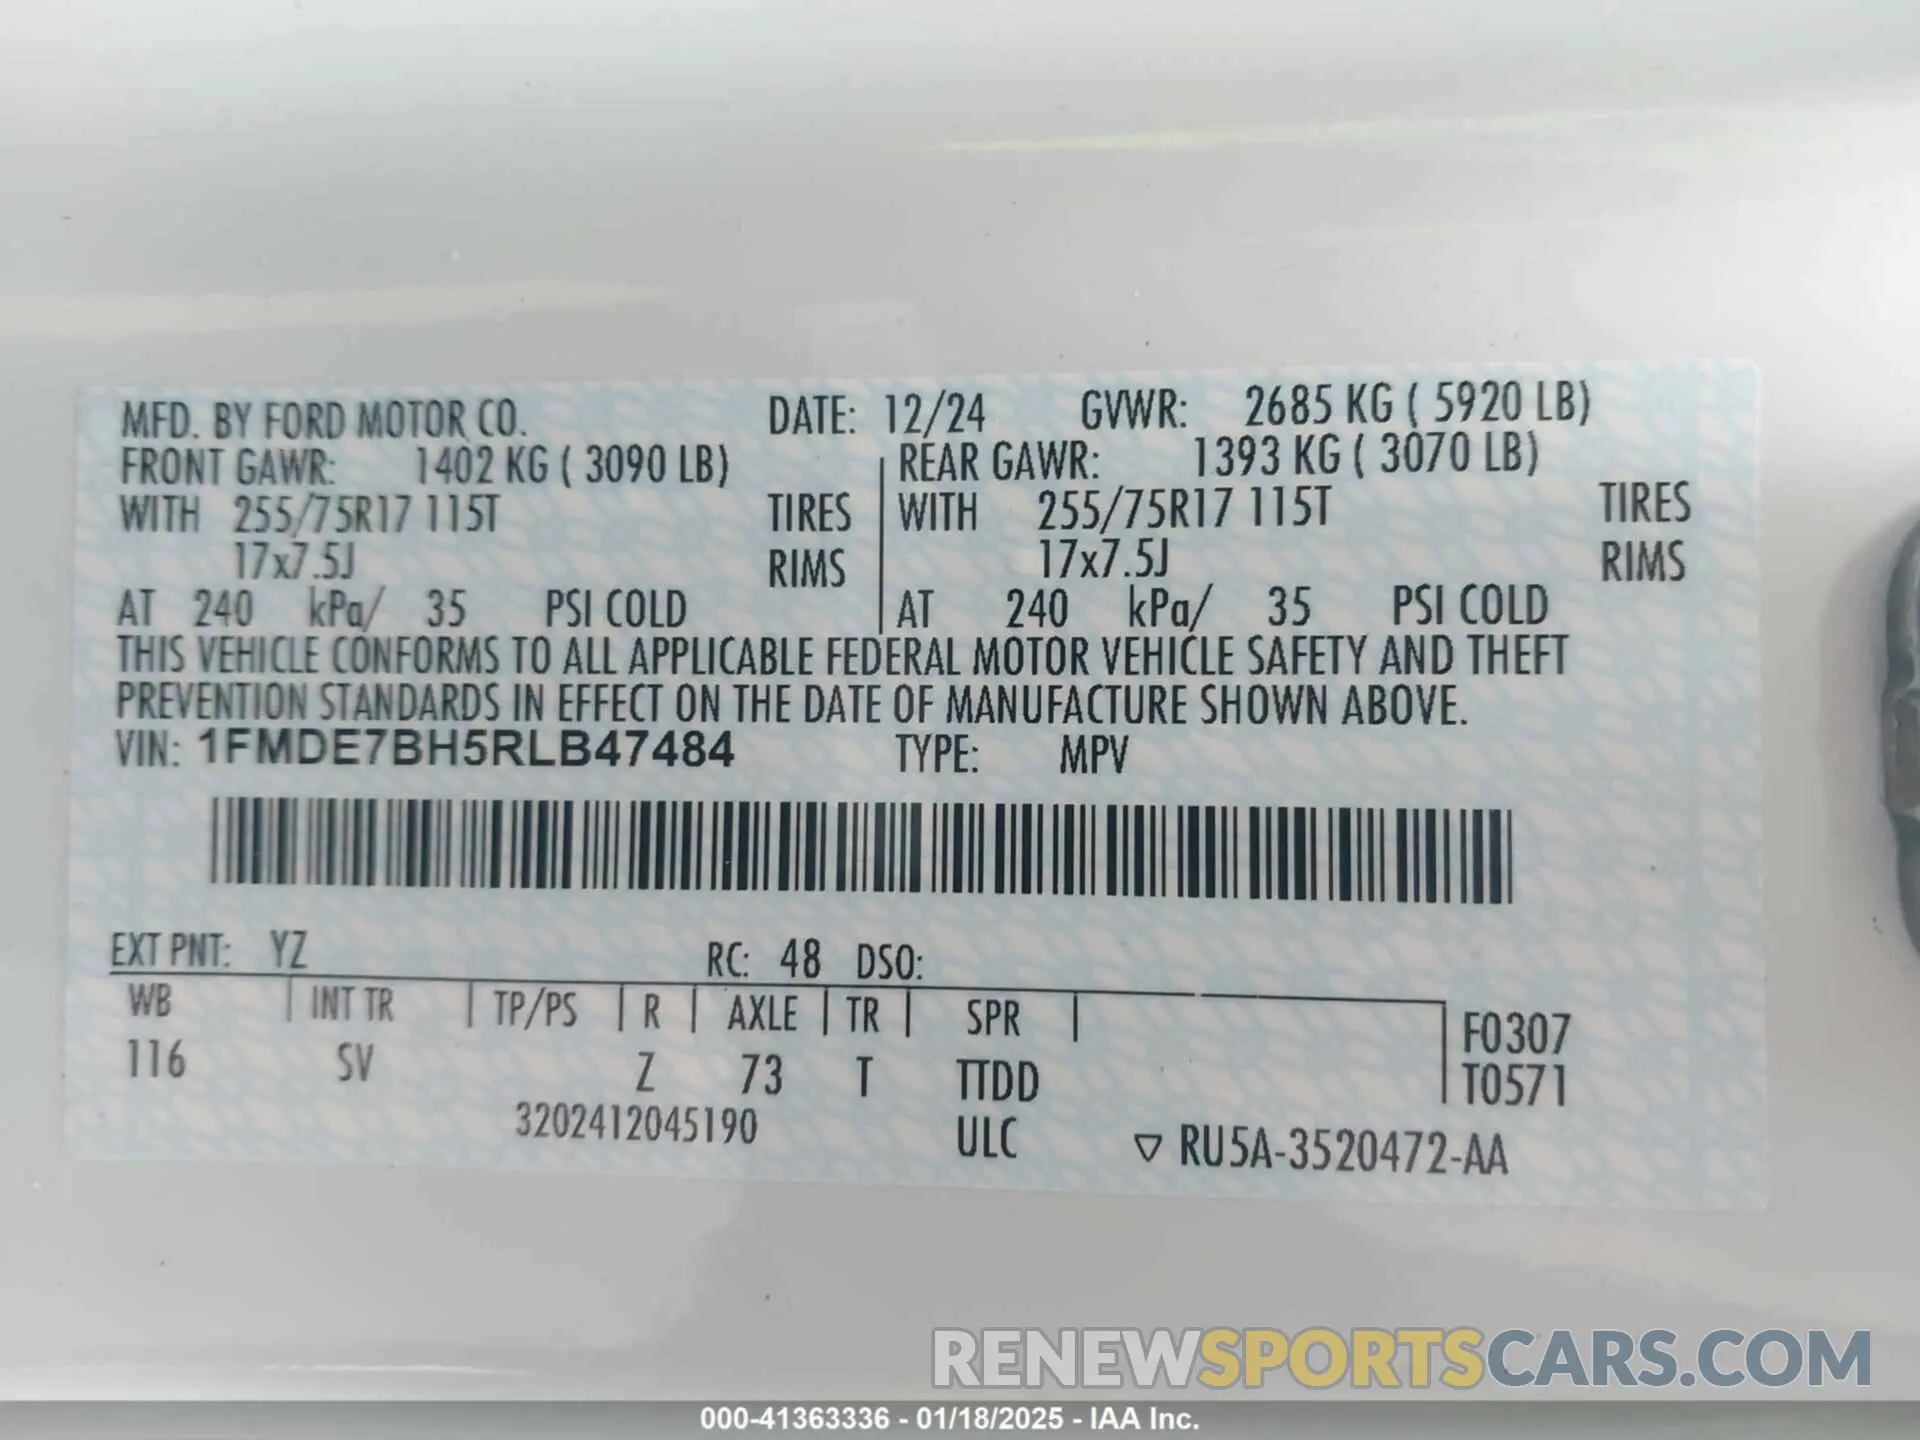 MFD. BY FORD MOTOR CO. DATE: 12/24 GVWR: 2685 KG ( 5920 LB)
FRONT GAWR: 1402 KG ( 3090 LB) REAR GAWR: 1393 KG ( 3070 LB)
WITH 255/75R17 115T TIRES WITH 255/75R17 115T TIRES
17x7.5J RIMS 17x7.5J RIMS
AT 240 kPa/ 35 PSI COLD AT 240 kPa/ 35 PSI COLD
THIS VEHICLE CONFORMS TO ALL APPLICABLE FEDERAL MOTOR VEHICLE SAFETY AND THEFT
PREVENTION STANDARDS IN EFFECT ON THE DATE OF MANUFACTURE SHOWN ABOVE.
VIN: 1FMDE7BH5RLB47484 TYPE: MPV
EXT PNT: YZ RC: 48 DSO:
WB INT TR TP/PS R AXLE TR SPR F0307
116 SV Z 73 T TTDD T0571
3202412045190 ULC ▽ RU5A-3520472-AA
RENEWSPORTSCARS.COM
000-41363336 - 01/18/2025 - IAA Inc.